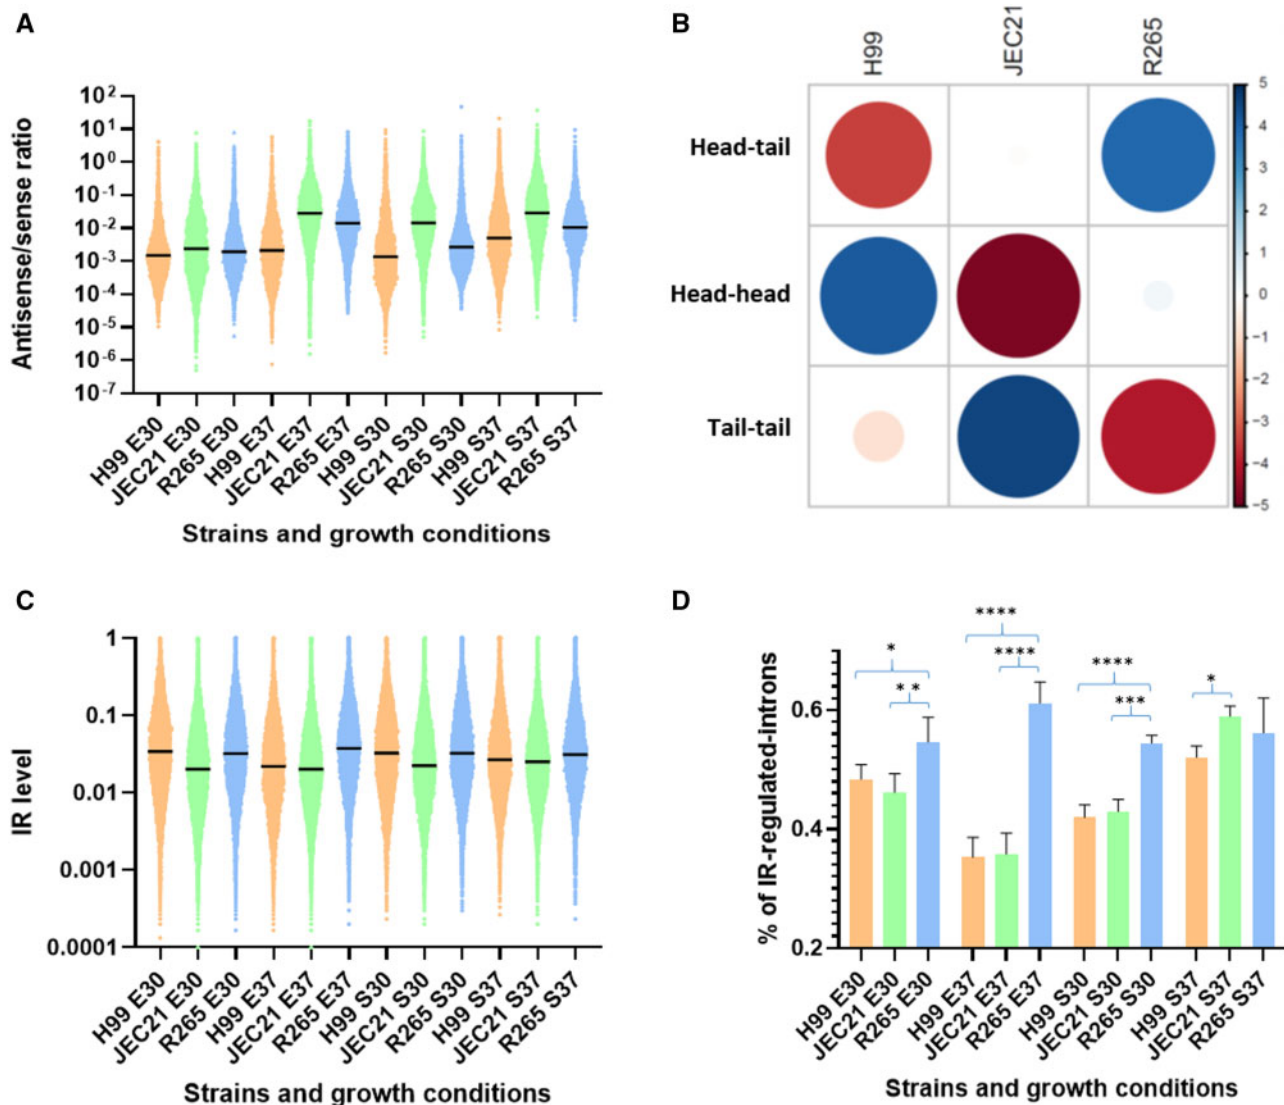 A
Antisense/sense ratio
10²
10¹
10⁰
10⁻¹
10⁻²
10⁻³
10⁻⁴
10⁻⁵
10⁻⁶
10⁻⁷
H99 E30
JEC21 E30
R265 E30
H99 E37
JEC21 E37
R265 E37
H99 S30
JEC21 S30
R265 S30
H99 S37
JEC21 S37
R265 S37
Strains and growth conditions
B
H99
JEC21
R265
Head-tail
Head-head
Tail-tail
5
4
3
2
1
0
−1
−2
−3
−4
−5
C
IR level
1
0.1
0.01
0.001
0.0001
H99 E30
JEC21 E30
R265 E30
H99 E37
JEC21 E37
R265 E37
H99 S30
JEC21 S30
R265 S30
H99 S37
JEC21 S37
R265 S37
Strains and growth conditions
D
% of IR-regulated-introns
0.6
0.4
0.2
*
**
****
****
****
***
*
H99 E30
JEC21 E30
R265 E30
H99 E37
JEC21 E37
R265 E37
H99 S30
JEC21 S30
R265 S30
H99 S37
JEC21 S37
R265 S37
Strains and growth conditions